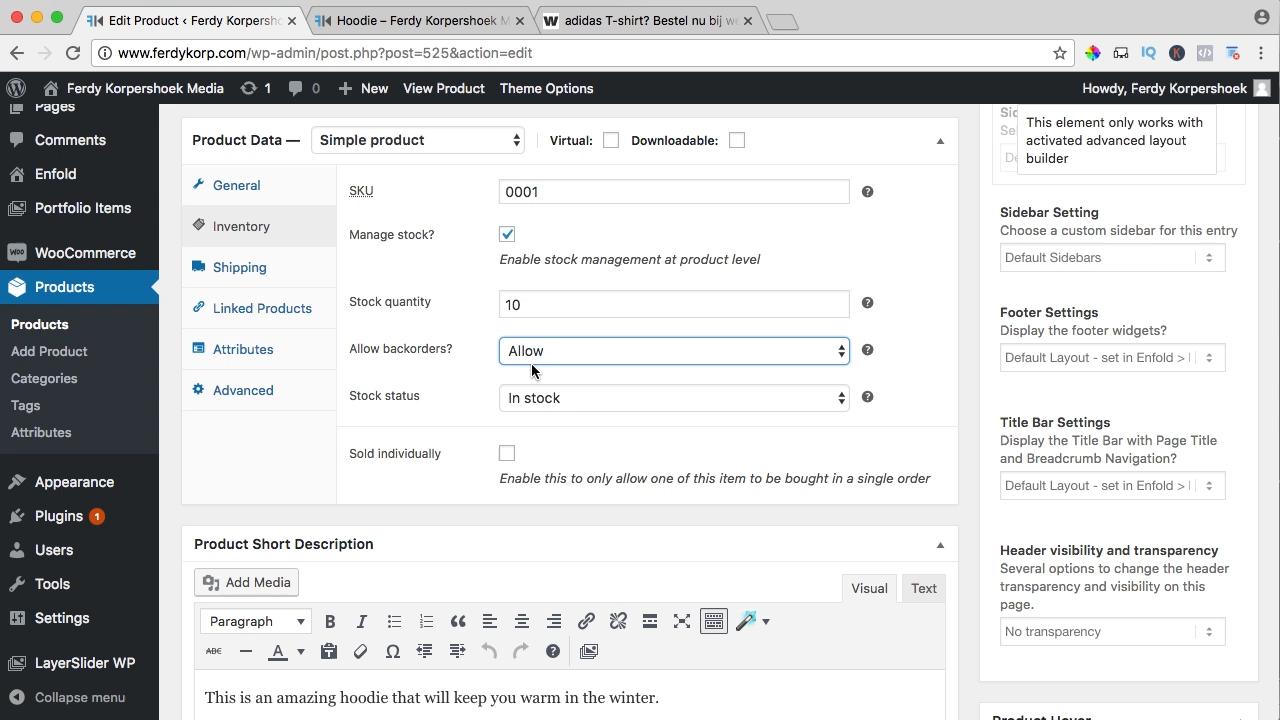 Edit Product ‹ Ferdy Korpersho
Hoodie – Ferdy Korpershoek M
adidas T-shirt? Bestel nu bij we
www.ferdykorp.com/wp-admin/post.php?post=525&action=edit
Ferdy Korpershoek Media
1
0
New
View Product
Theme Options
Howdy, Ferdy Korpershoek
Pages
Comments
Enfold
Portfolio Items
WooCommerce
Products
Products
Add Product
Categories
Tags
Attributes
Appearance
Plugins 1
Users
Tools
Settings
LayerSlider WP
Collapse menu
Product Data —
Simple product
Virtual:
Downloadable:
General
Inventory
Shipping
Linked Products
Attributes
Advanced
SKU
0001
Manage stock?
Enable stock management at product level
Stock quantity
10
Allow backorders?
Allow
Stock status
In stock
Sold individually
Enable this to only allow one of this item to be bought in a single order
Product Short Description
Add Media
Visual
Text
Paragraph
ABC
This is an amazing hoodie that will keep you warm in the winter.
This element only works with
activated advanced layout
builder
Sidebar Setting
Choose a custom sidebar for this entry
Default Sidebars
Footer Settings
Display the footer widgets?
Default Layout - set in Enfold >
Title Bar Settings
Display the Title Bar with Page Title
and Breadcrumb Navigation?
Default Layout - set in Enfold >
Header visibility and transparency
Several options to change the header
transparency and visibility on this
page.
No transparency
Product Hover